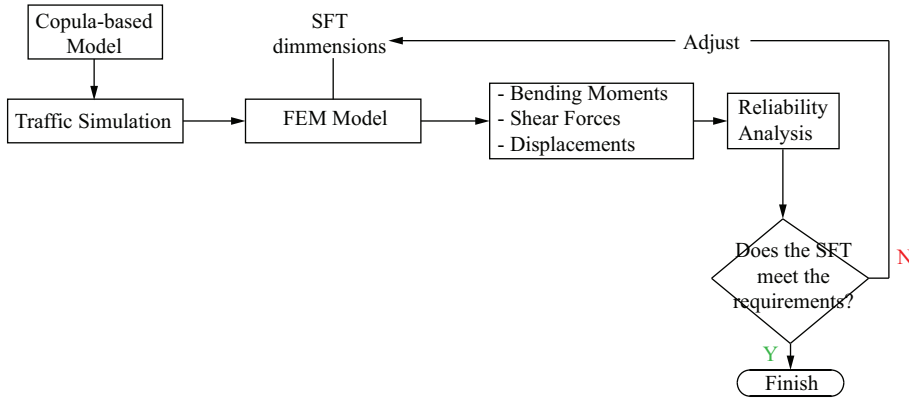 Copula-based
Model
SFT
dimmensions
Adjust
Traffic Simulation
FEM Model
- Bending Moments
- Shear Forces
- Displacements
Reliability
Analysis
Does the SFT
meet the
requirements?
N
Y
Finish